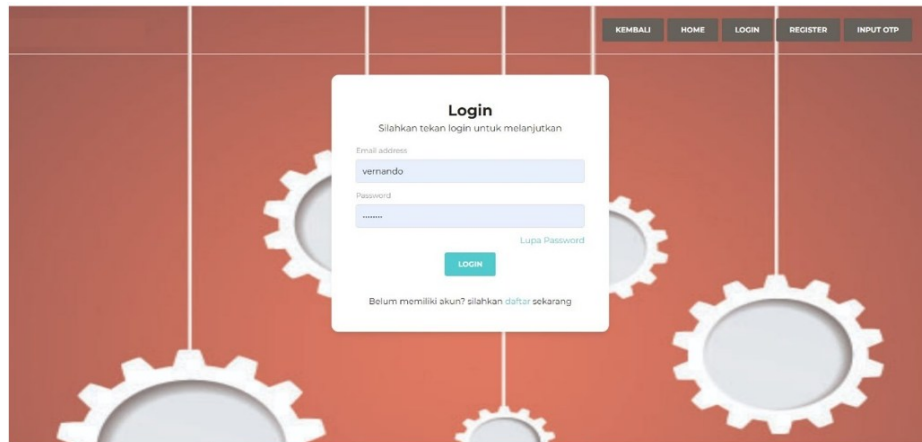 KEMBALI HOME LOGIN REGISTER INPUT OTP
Login
Silahkan tekan login untuk melanjutkan
Email address
vernando
Password
Lupa Password
LOGIN
Belum memiliki akun? silahkan daftar sekarang